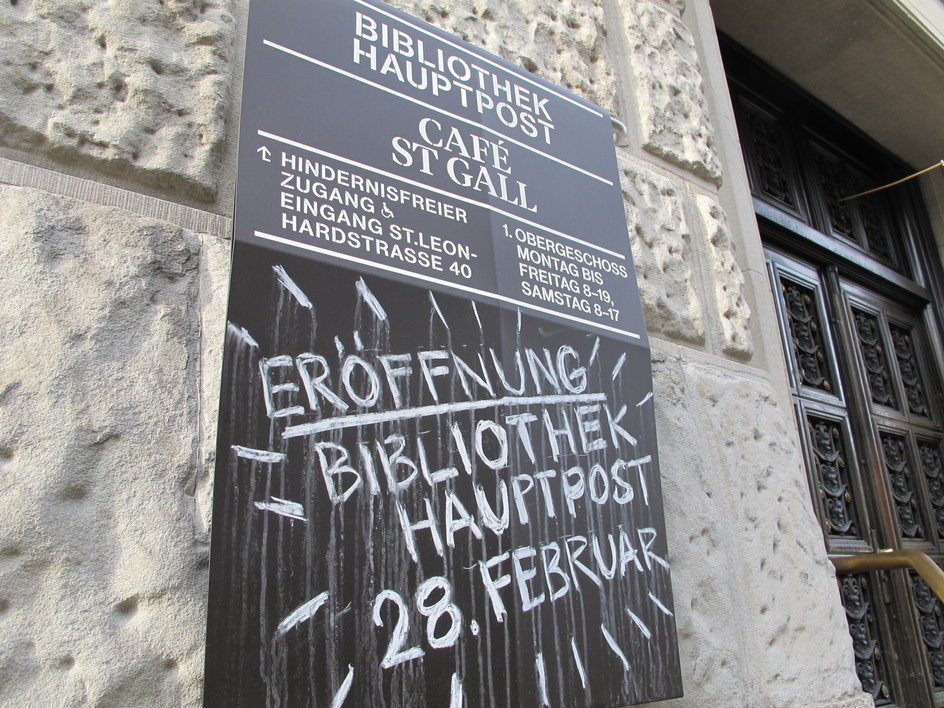 BIBLIOTHEK
HAUPTPOST
CAFÉ
ST GALL
↑ HINDERNISFREIER
ZUGANG ♿
EINGANG ST.LEON-
HARDSTRASSE 40
1. OBERGESCHOSS
MONTAG BIS
FREITAG 8–19,
SAMSTAG 8–17
ERÖFFNUNG
BIBLIOTHEK
HAUPTPOST
28. FEBRUAR